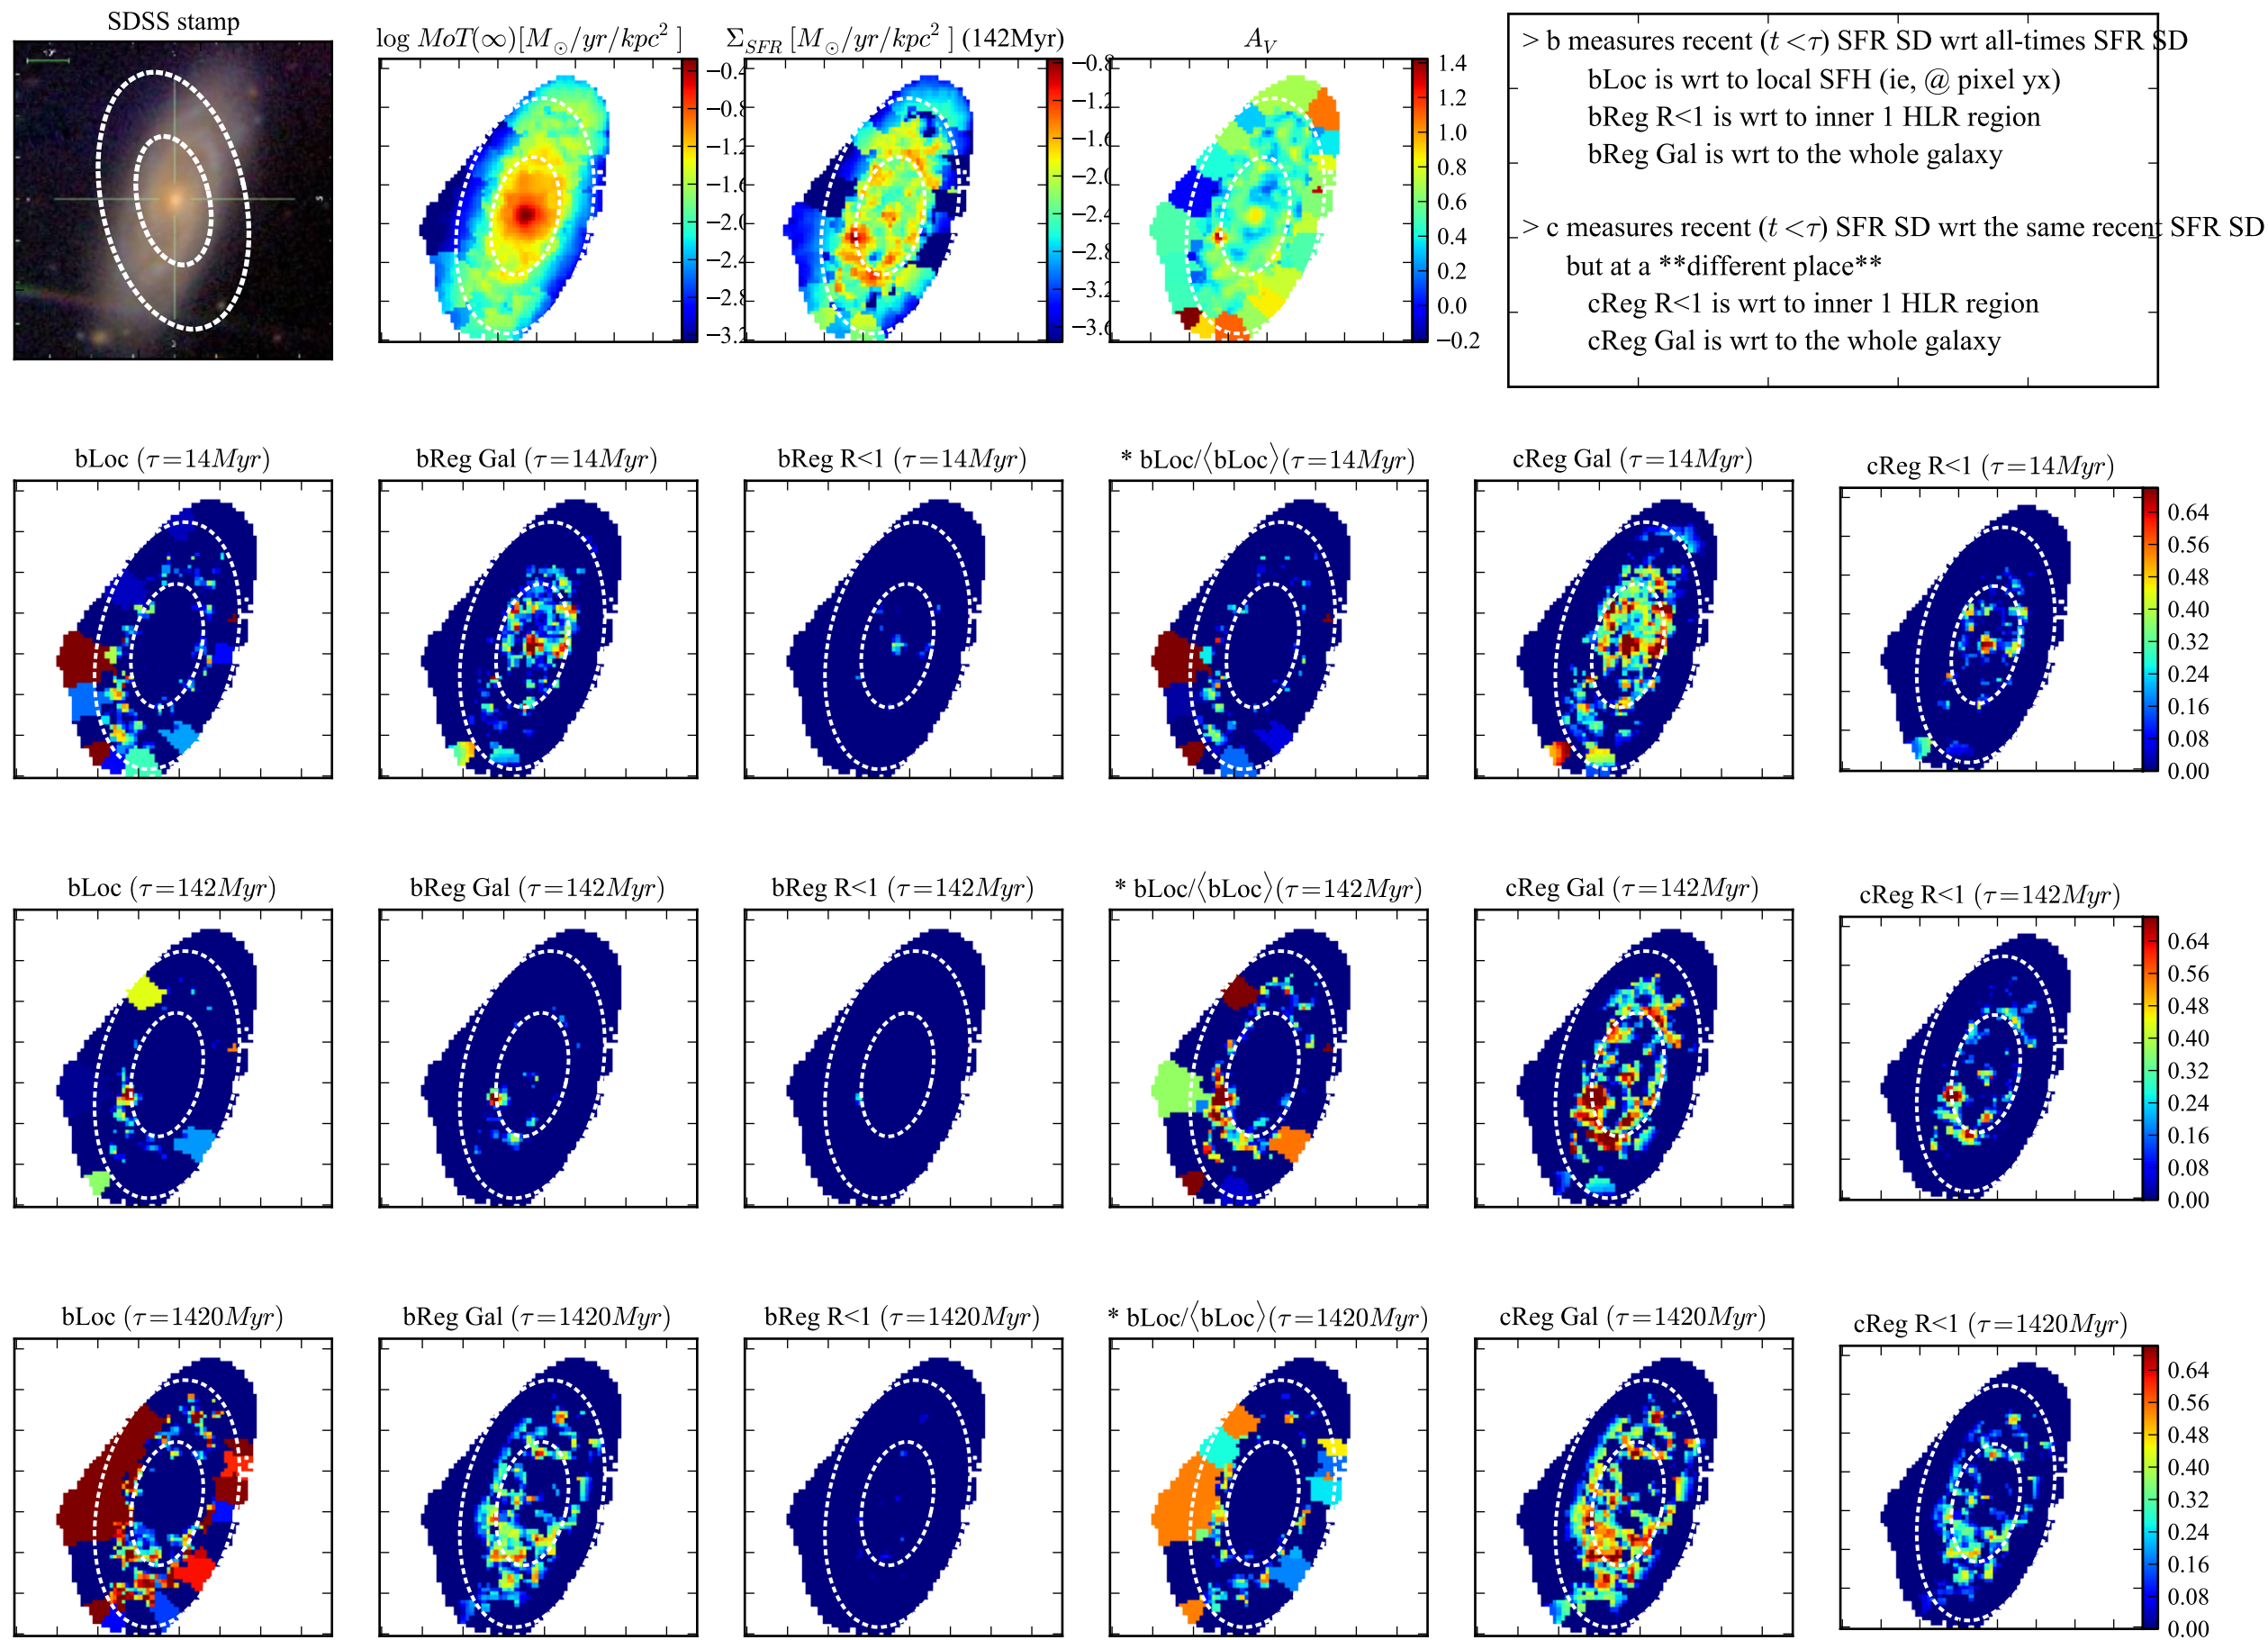 SDSS stamp
log MoT(∞)[M⊙/yr/kpc²]
Σ_SFR [M⊙/yr/kpc²] (142Myr)
A_V
−0.4
−0.8
−1.2
−1.6
−2.0
−2.4
−2.8
−3.2
−0.8
−1.2
−1.6
−2.0
−2.4
−2.8
−3.2
−3.6
1.4
1.2
1.0
0.8
0.6
0.4
0.2
0.0
−0.2
> b measures recent (t<τ) SFR SD wrt all-times SFR SD
bLoc is wrt to local SFH (ie, @ pixel yx)
bReg R<1 is wrt to inner 1 HLR region
bReg Gal is wrt to the whole galaxy
> c measures recent (t<τ) SFR SD wrt the same recent SFR SD
but at a **different place**
cReg R<1 is wrt to inner 1 HLR region
cReg Gal is wrt to the whole galaxy
bLoc (τ=14Myr)
bReg Gal (τ=14Myr)
bReg R<1 (τ=14Myr)
* bLoc/⟨bLoc⟩(τ=14Myr)
cReg Gal (τ=14Myr)
cReg R<1 (τ=14Myr)
0.64
0.56
0.48
0.40
0.32
0.24
0.16
0.08
0.00
bLoc (τ=142Myr)
bReg Gal (τ=142Myr)
bReg R<1 (τ=142Myr)
* bLoc/⟨bLoc⟩(τ=142Myr)
cReg Gal (τ=142Myr)
cReg R<1 (τ=142Myr)
0.64
0.56
0.48
0.40
0.32
0.24
0.16
0.08
0.00
bLoc (τ=1420Myr)
bReg Gal (τ=1420Myr)
bReg R<1 (τ=1420Myr)
* bLoc/⟨bLoc⟩(τ=1420Myr)
cReg Gal (τ=1420Myr)
cReg R<1 (τ=1420Myr)
0.64
0.56
0.48
0.40
0.32
0.24
0.16
0.08
0.00